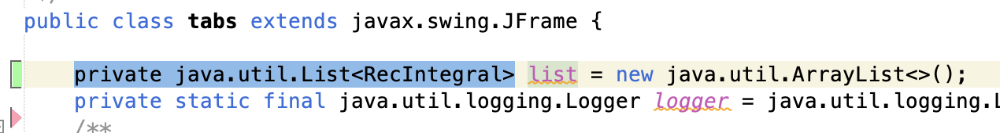 */
public class tabs extends javax.swing.JFrame {
private java.util.List<RecIntegral> list = new java.util.ArrayList<>();
private static final java.util.logging.Logger logger = java.util.logging.L
/**